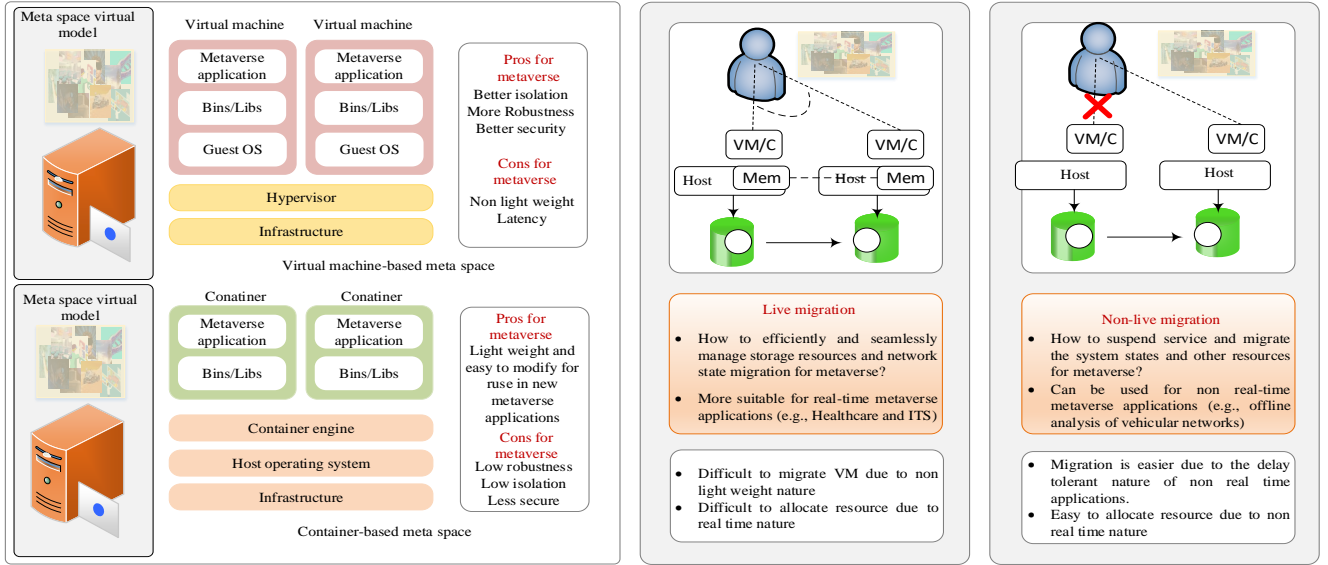 Meta space virtual
model
Virtual machine
Virtual machine
Metaverse
application
Bins/Libs
Guest OS
Metaverse
application
Bins/Libs
Guest OS
Hypervisor
Infrastructure
Virtual machine-based meta space
Pros for
metaverse
Better isolation
More Robustness
Better security
Cons for
metaverse
Non light weight
Latency
Meta space virtual
model
Conatiner
Conatiner
Metaverse
application
Bins/Libs
Metaverse
application
Bins/Libs
Container engine
Host operating system
Infrastructure
Container-based meta space
Pros for
metaverse
Light weight and
easy to modify for
ruse in new
metaverse
applications
Cons for
metaverse
Low robustness
Low isolation
Less secure
VM/C
VM/C
Host
Mem
Host
Mem
Live migration
• How to efficiently and seamlessly
manage storage resources and network
state migration for metaverse?
• More suitable for real-time metaverse
applications (e.g., Healthcare and ITS)
• Difficult to migrate VM due to non
light weight nature
• Difficult to allocate resource due to
real time nature
VM/C
VM/C
Host
Host
Non-live migration
• How to suspend service and migrate
the system states and other resources
for metaverse?
• Can be used for non real-time
metaverse applications (e.g., offline
analysis of vehicular networks)
• Migration is easier due to the delay
tolerant nature of non real time
applications.
• Easy to allocate resource due to non
real time nature